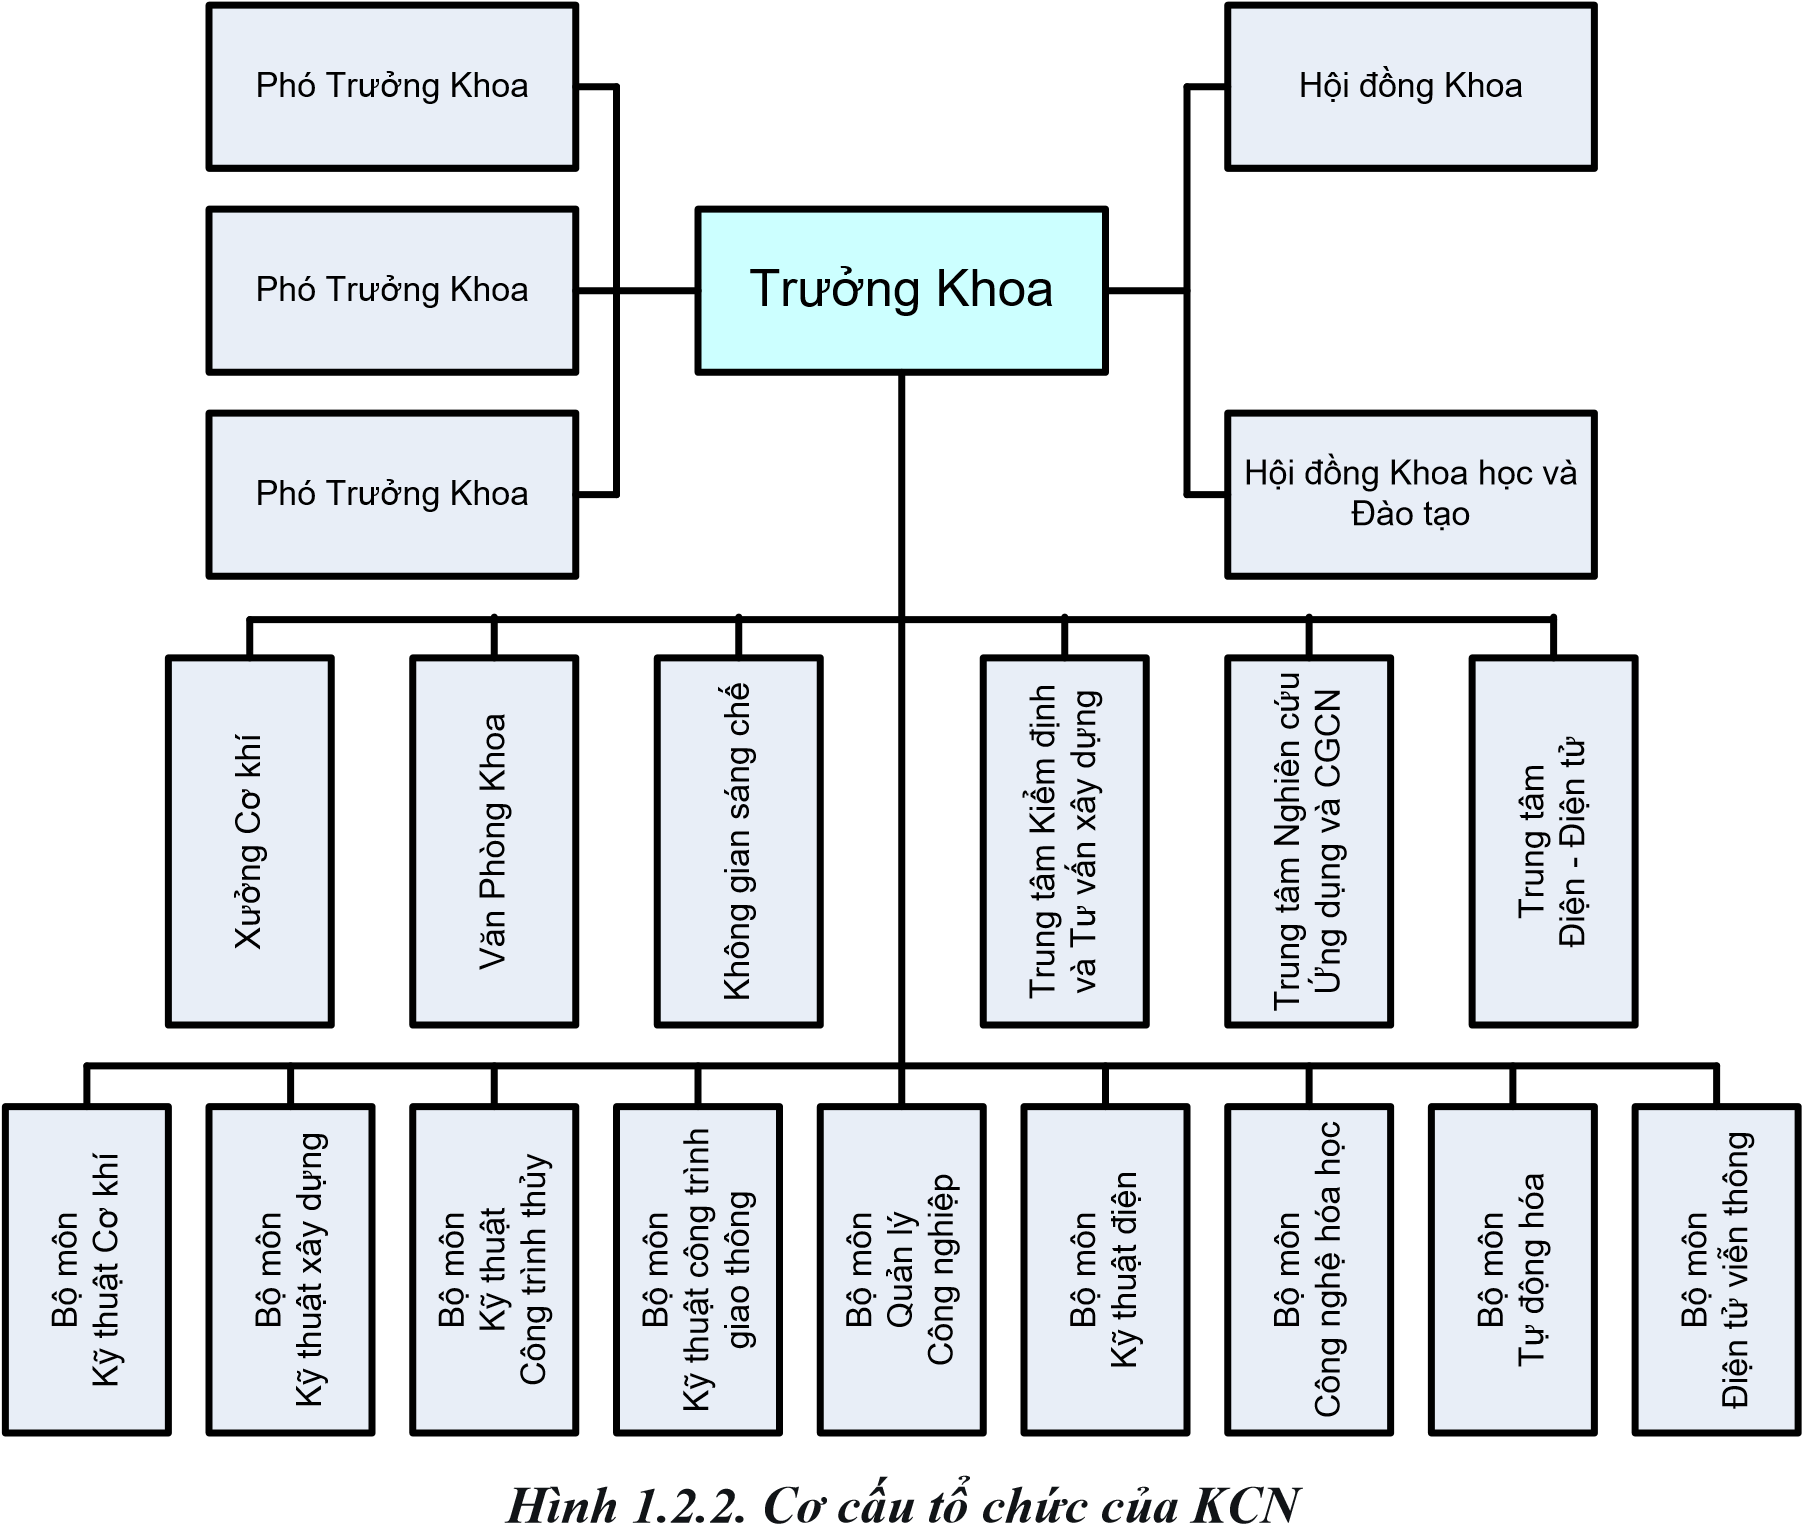 Phó Trưởng Khoa
Hội đồng Khoa
Phó Trưởng Khoa
Trưởng Khoa
Phó Trưởng Khoa
Hội đồng Khoa học và
Đào tạo
Xưởng Cơ khí
Văn Phòng Khoa
Không gian sáng chế
Trung tâm Kiểm định
và Tư vấn xây dựng
Trung tâm Nghiên cứu
Ứng dụng và CGCN
Trung tâm
Điện - Điện tử
Bộ môn
Kỹ thuật Cơ khí
Bộ môn
Kỹ thuật xây dựng
Bộ môn
Kỹ thuật
Công trình thủy
Bộ môn
Kỹ thuật công trình
giao thông
Bộ môn
Quản lý
Công nghiệp
Bộ môn
Kỹ thuật điện
Bộ môn
Công nghệ hóa học
Bộ môn
Tự động hóa
Bộ môn
Điện tử viễn thông
Hình 1.2.2. Cơ cấu tổ chức của KCN